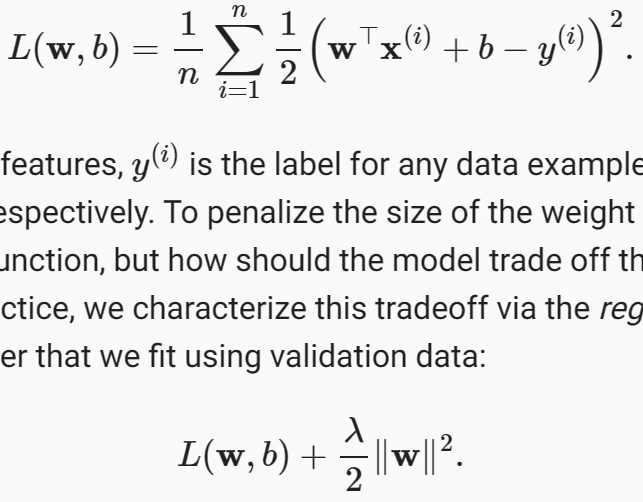 L(w, b) = 1/n ∑_{i=1}^{n} 1/2 (w^⊤ x^{(i)} + b − y^{(i)})^2.
features, y^{(i)} is the label for any data example
espectively. To penalize the size of the weight
unction, but how should the model trade off th
ctice, we characterize this tradeoff via the reg
er that we fit using validation data:
L(w, b) + λ/2 ‖w‖^2.